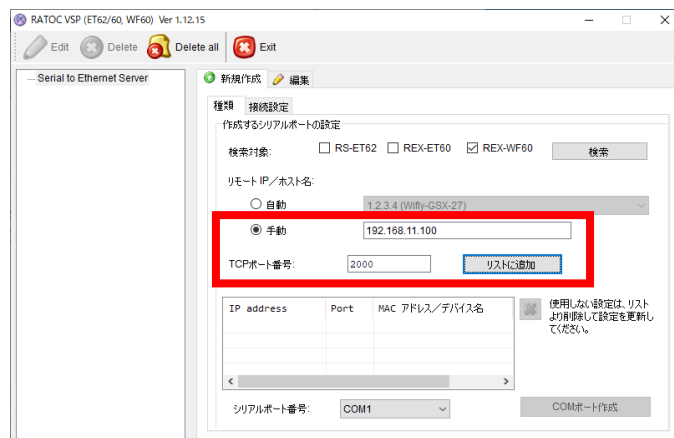 RATOC VSP (ET62/60, WF60) Ver 1.12.15
Edit Delete Delete all Exit
Serial to Ethernet Server
新規作成 編集
種類 接続設定
作成するシリアルポートの設定
検索対象: RS-ET62 REX-ET60 REX-WF60 検索
リモート IP／ホスト名:
自動 1.2.3.4 (Wifly-GSX-27)
手動 192.168.11.100
TCPポート番号: 2000 リストに追加
IP address Port MAC アドレス／デバイス名
使用しない設定は、リスト
より削除して設定を更新し
てください。
シリアルポート番号: COM1 COMポート作成